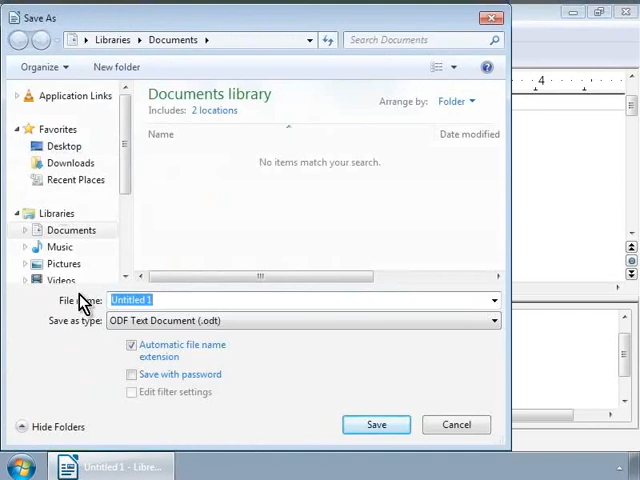 Save As
Libraries Documents
Search Documents
Organize New folder
Application Links
Favorites
Desktop
Downloads
Recent Places
Libraries
Documents
Music
Pictures
Videos
Documents library
Includes: 2 locations
Arrange by: Folder
Name Date modified
No items match your search.
4
Untitled 1
Save as type: ODF Text Document (.odt)
Automatic file name
extension
Save with password
Edit filter settings
Hide Folders
Save Cancel
Untitled 1 - Libre...